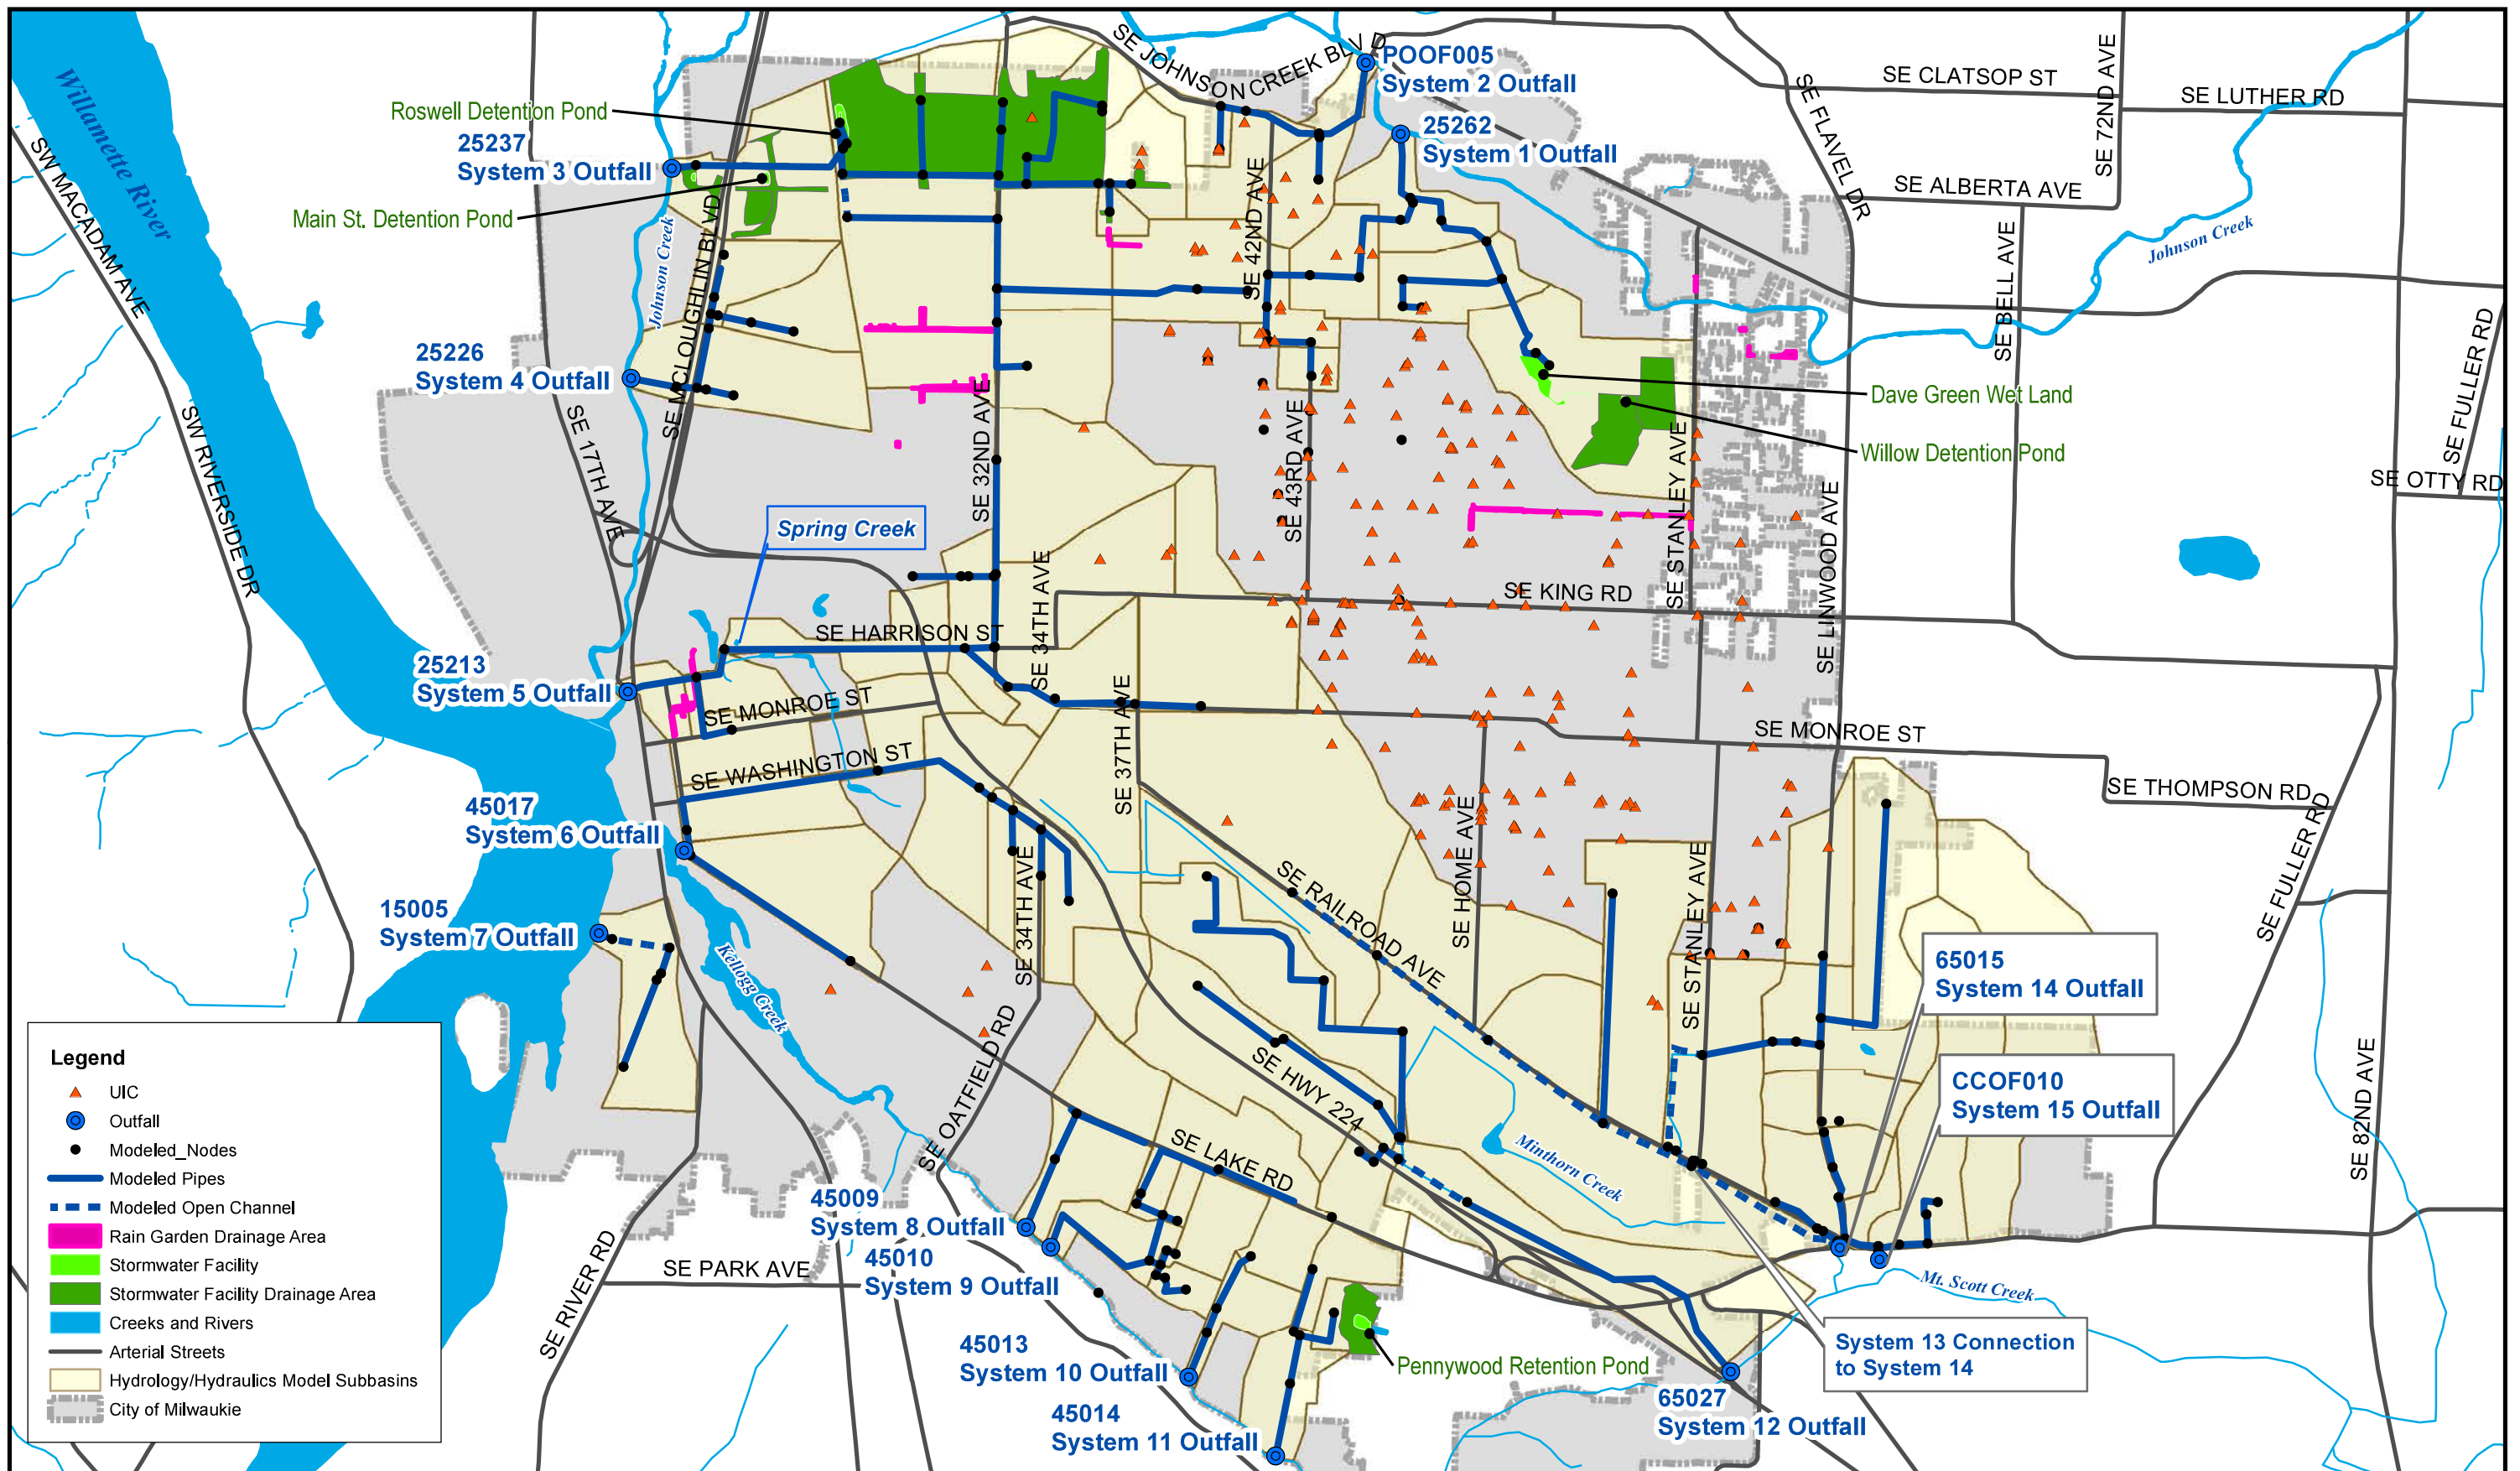 SE JOHNSON CREEK BLVD
POOF005
System 2 Outfall
SE CLATSOP ST
SE 72ND AVE
SE LUTHER RD
Willamette River
Roswell Detention Pond
25237
System 3 Outfall
25262
System 1 Outfall
SE FLAVEL DR
SE ALBERTA AVE
SW MACADAM AVE
Main St. Detention Pond
SE 42ND AVE
Johnson Creek
Johnson Creek
SE MCLOUGHLIN BLVD
SE BELL AVE
25226
System 4 Outfall
SE FULLER RD
Dave Green Wet Land
Willow Detention Pond
SW RIVERSIDE DR
SE 17TH AVE
SE 32ND AVE
SE 43RD AVE
SE STANLEY AVE
SE LINWOOD AVE
SE OTTY RD
Spring Creek
SE KING RD
SE 34TH AVE
SE HARRISON ST
25213
System 5 Outfall
SE MONROE ST
SE 37TH AVE
SE MONROE ST
SE WASHINGTON ST
SE THOMPSON RD
45017
System 6 Outfall
SE HOME AVE
SE FULLER RD
SE RAILROAD AVE
SE STANLEY AVE
SE 34TH AVE
15005
System 7 Outfall
Kellogg Creek
65015
System 14 Outfall
SE OATFIELD RD
SE HWY 224
CCOF010
System 15 Outfall
SE 82ND AVE
SE LAKE RD
Minthorn Creek
45009
System 8 Outfall
45010
System 9 Outfall
SE RIVER RD
SE PARK AVE
Mt. Scott Creek
45013
System 10 Outfall
System 13 Connection
to System 14
Pennywood Retention Pond
65027
System 12 Outfall
45014
System 11 Outfall
Legend
UIC
Outfall
Modeled_Nodes
Modeled Pipes
Modeled Open Channel
Rain Garden Drainage Area
Stormwater Facility
Stormwater Facility Drainage Area
Creeks and Rivers
Arterial Streets
Hydrology/Hydraulics Model Subbasins
City of Milwaukie